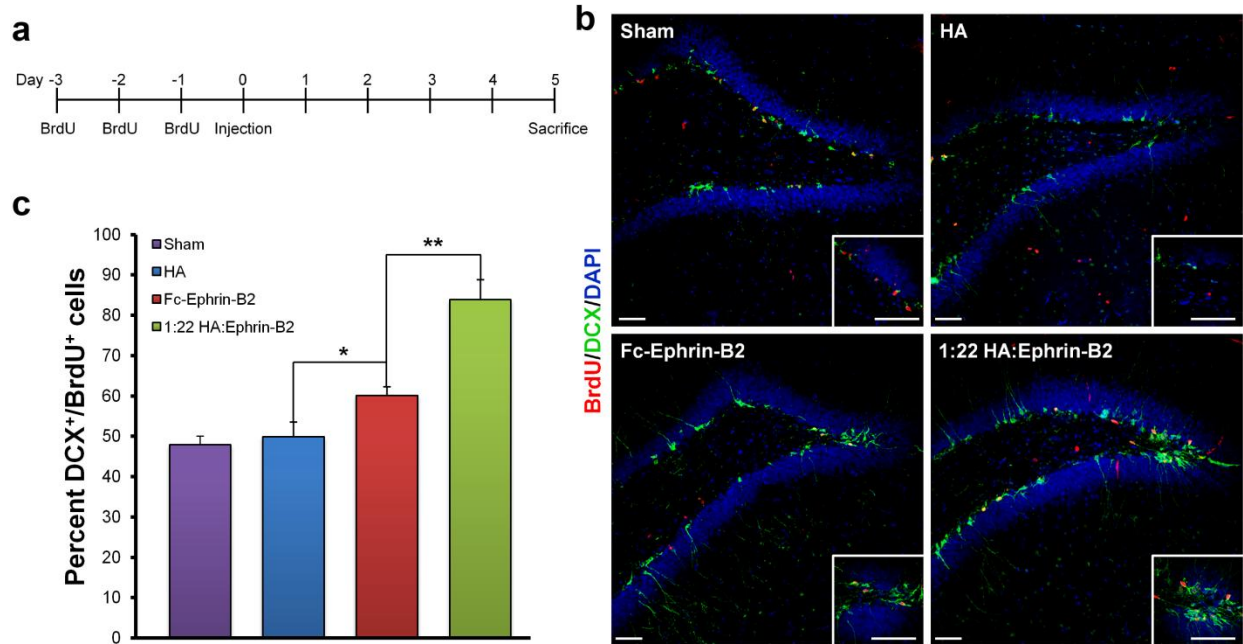 a
Day -3 -2 -1 0 1 2 3 4 5
BrdU BrdU BrdU Injection Sacrifice
c
Percent DCX⁺/BrdU⁺ cells
100
90
80
70
60
50
40
30
20
10
0
Sham
HA
Fc-Ephrin-B2
1:22 HA:Ephrin-B2
*
**
b
BrdU/DCX/DAPI
Sham
HA
Fc-Ephrin-B2
1:22 HA:Ephrin-B2